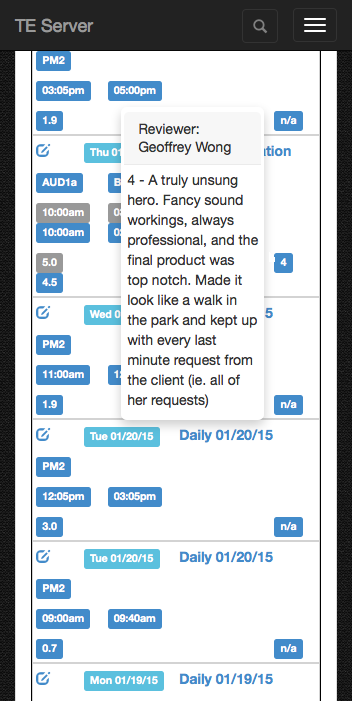 TE Server
PM2
03:05pm 05:00pm
1.9 n/a
Reviewer:
Geoffrey Wong
4 - A truly unsung
hero. Fancy sound
workings, always
professional, and the
final product was
top notch. Made it
look like a walk in
the park and kept up
with every last
minute request from
the client (ie. all of
her requests)
Thu
AUD1a
10:00am
10:00am
5.0 4
4.5
Wed
PM2
11:00am
1.9 n/a
Tue 01/20/15 Daily 01/20/15
PM2
12:05pm 03:05pm
3.0 n/a
Tue 01/20/15 Daily 01/20/15
PM2
09:00am 09:40am
0.7 n/a
Mon 01/19/15 Daily 01/19/15